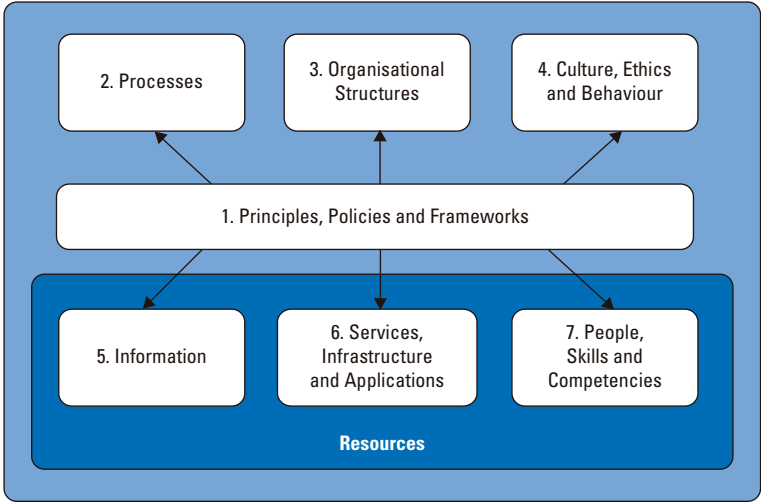 2. Processes
3. Organisational
Structures
4. Culture, Ethics
and Behaviour
1. Principles, Policies and Frameworks
5. Information
6. Services,
Infrastructure
and Applications
7. People,
Skills and
Competencies
Resources